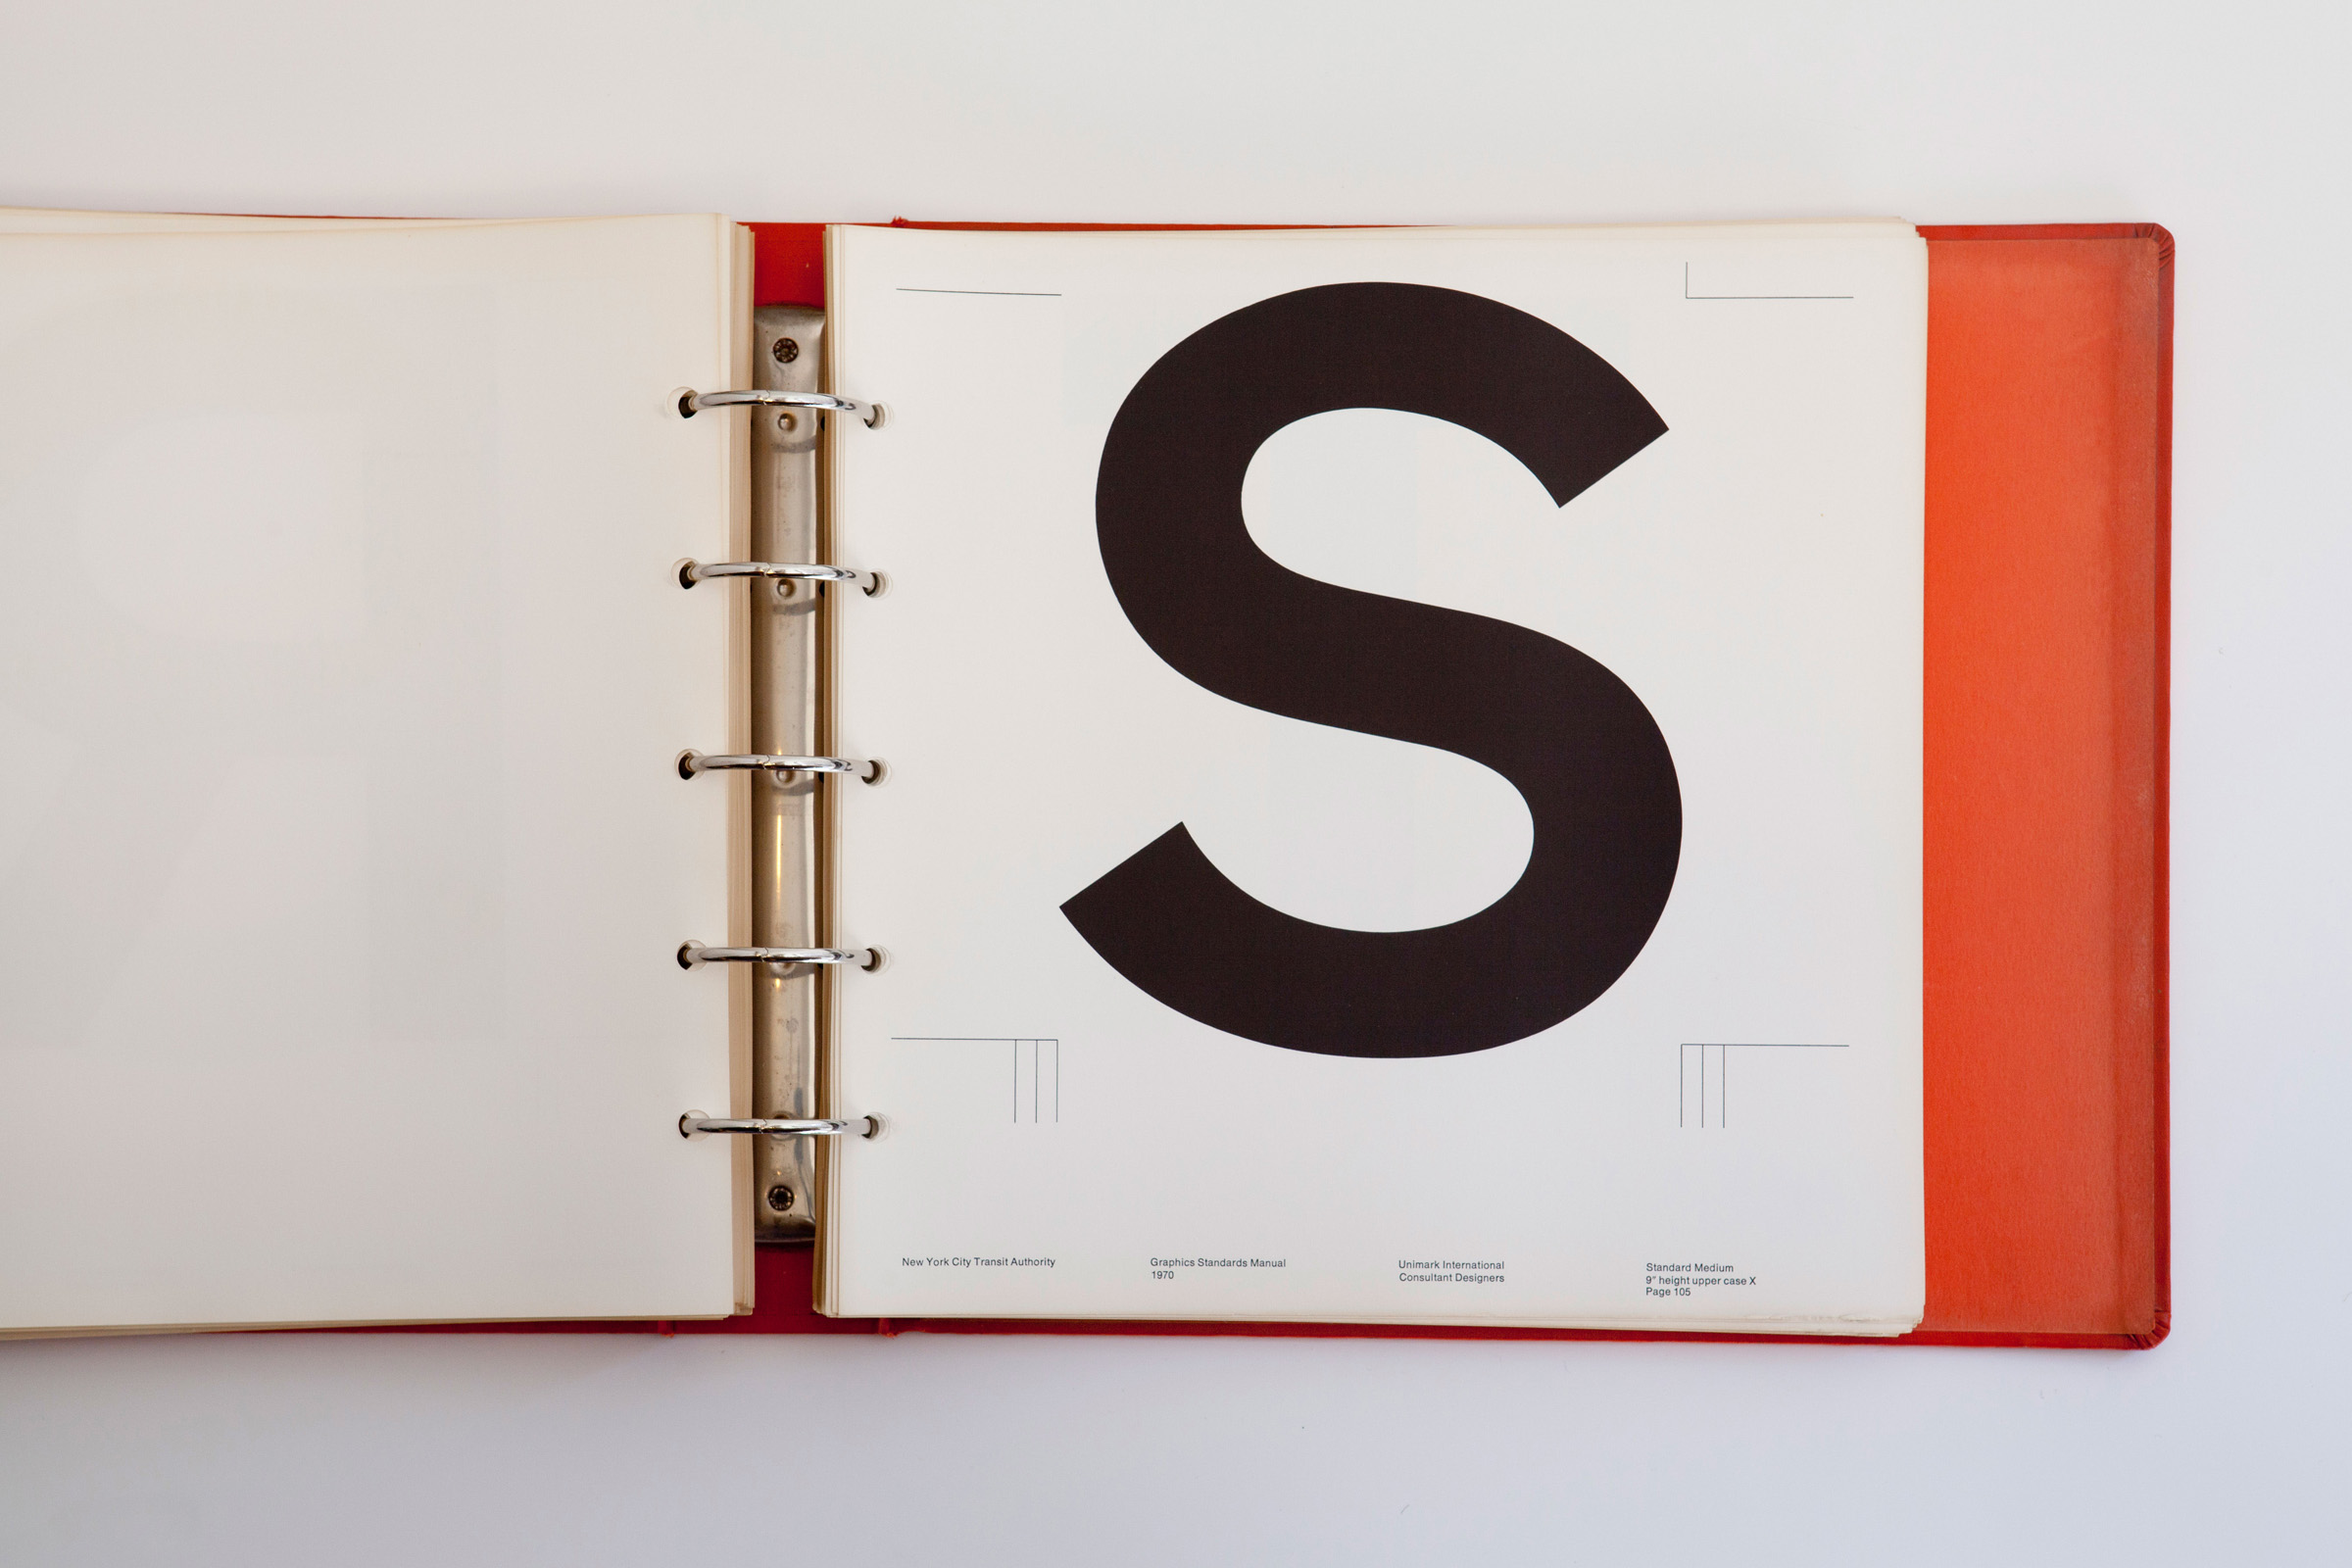 S
New York City Transit Authority
Graphics Standards Manual
1970
Unimark International
Consultant Designers
Standard Medium
9" height upper case X
Page 105